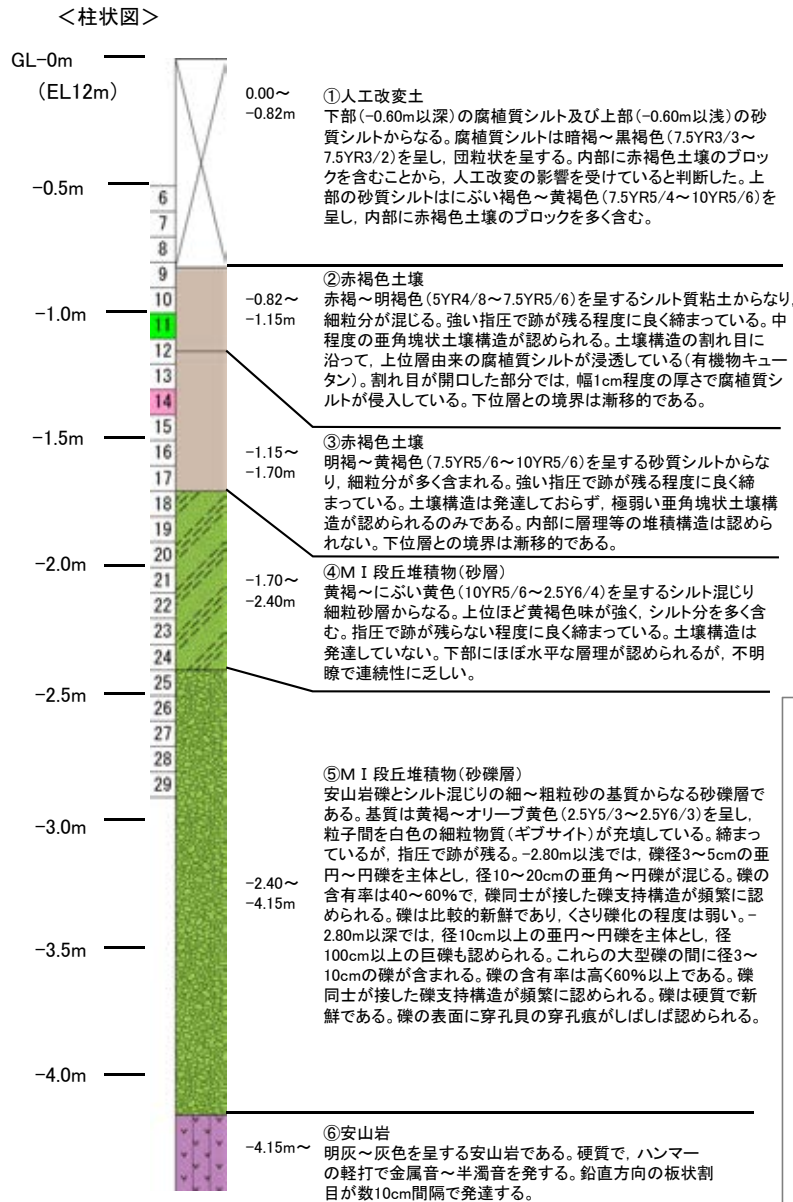 ＜柱状図＞
GL-0m
（EL12m）
-0.5m
-1.0m
-1.5m
-2.0m
-2.5m
-3.0m
-3.5m
-4.0m
6
7
8
9
10
11
12
13
14
15
16
17
18
19
20
21
22
23
24
25
26
27
28
29
0.00～
-0.82m
①人工改変土
下部（-0.60m以深）の腐植質シルト及び上部（-0.60m以浅）の砂
質シルトからなる。腐植質シルトは暗褐～黒褐色（7.5YR3/3～
7.5YR3/2）を呈し，団粒状を呈する。内部に赤褐色土壌のブロッ
クを含むことから，人工改変の影響を受けていると判断した。上
部の砂質シルトはにぶい褐色～黄褐色（7.5YR5/4～10YR5/6）を
呈し，内部に赤褐色土壌のブロックを多く含む。
-0.82～
-1.15m
②赤褐色土壌
赤褐～明褐色（5YR4/8～7.5YR5/6）を呈するシルト質粘土からなり，
細粒分が混じる。強い指圧で跡が残る程度に良く締まっている。中
程度の亜角塊状土壌構造が認められる。土壌構造の割れ目に
沿って，上位層由来の腐植質シルトが浸透している（有機物キュー
タン）。割れ目が開口した部分では，幅1cm程度の厚さで腐植質シ
ルトが侵入している。下位層との境界は漸移的である。
-1.15～
-1.70m
③赤褐色土壌
明褐～黄褐色（7.5YR5/6～10YR5/6）を呈する砂質シルトからな
り，細粒分が多く含まれる。強い指圧で跡が残る程度に良く締
まっている。土壌構造は発達しておらず，極弱い亜角塊状土壌構
造が認められるのみである。内部に層理等の堆積構造は認めら
れない。下位層との境界は漸移的である。
-1.70～
-2.40m
④ＭⅠ段丘堆積物（砂層）
黄褐～にぶい黄色（10YR5/6～2.5Y6/4）を呈するシルト混じり
細粒砂層からなる。上位ほど黄褐色味が強く，シルト分を多く含
む。指圧で跡が残らない程度に良く締まっている。土壌構造は
発達していない。下部にほぼ水平な層理が認められるが，不明
瞭で連続性に乏しい。
-2.40～
-4.15m
⑤ＭⅠ段丘堆積物（砂礫層）
安山岩礫とシルト混じりの細～粗粒砂の基質からなる砂礫層で
ある。基質は黄褐～オリーブ黄色（2.5Y5/3～2.5Y6/3）を呈し，
粒子間を白色の細粒物質（ギブサイト）が充填している。締まっ
ているが，指圧で跡が残る。-2.80m以浅では，礫径3～5cmの亜
円～円礫を主体とし，径10～20cmの亜角～円礫が混じる。礫の
含有率は40～60%で，礫同士が接した礫支持構造が頻繁に認
められる。礫は比較的新鮮であり，くさり礫化の程度は弱い。-
2.80m以深では，径10cm以上の亜円～円礫を主体とし，径
100cm以上の巨礫も認められる。これらの大型礫の間に径3～
10cmの礫が含まれる。礫の含有率は高く60%以上である。礫
同士が接した礫支持構造が頻繁に認められる。礫は硬質で新
鮮である。礫の表面に穿孔貝の穿孔痕がしばしば認められる。
-4.15m～
⑥安山岩
明灰～灰色を呈する安山岩である。硬質で，ハンマー
の軽打で金属音～半濁音を発する。鉛直方向の板状割
目が数10cm間隔で発達する。